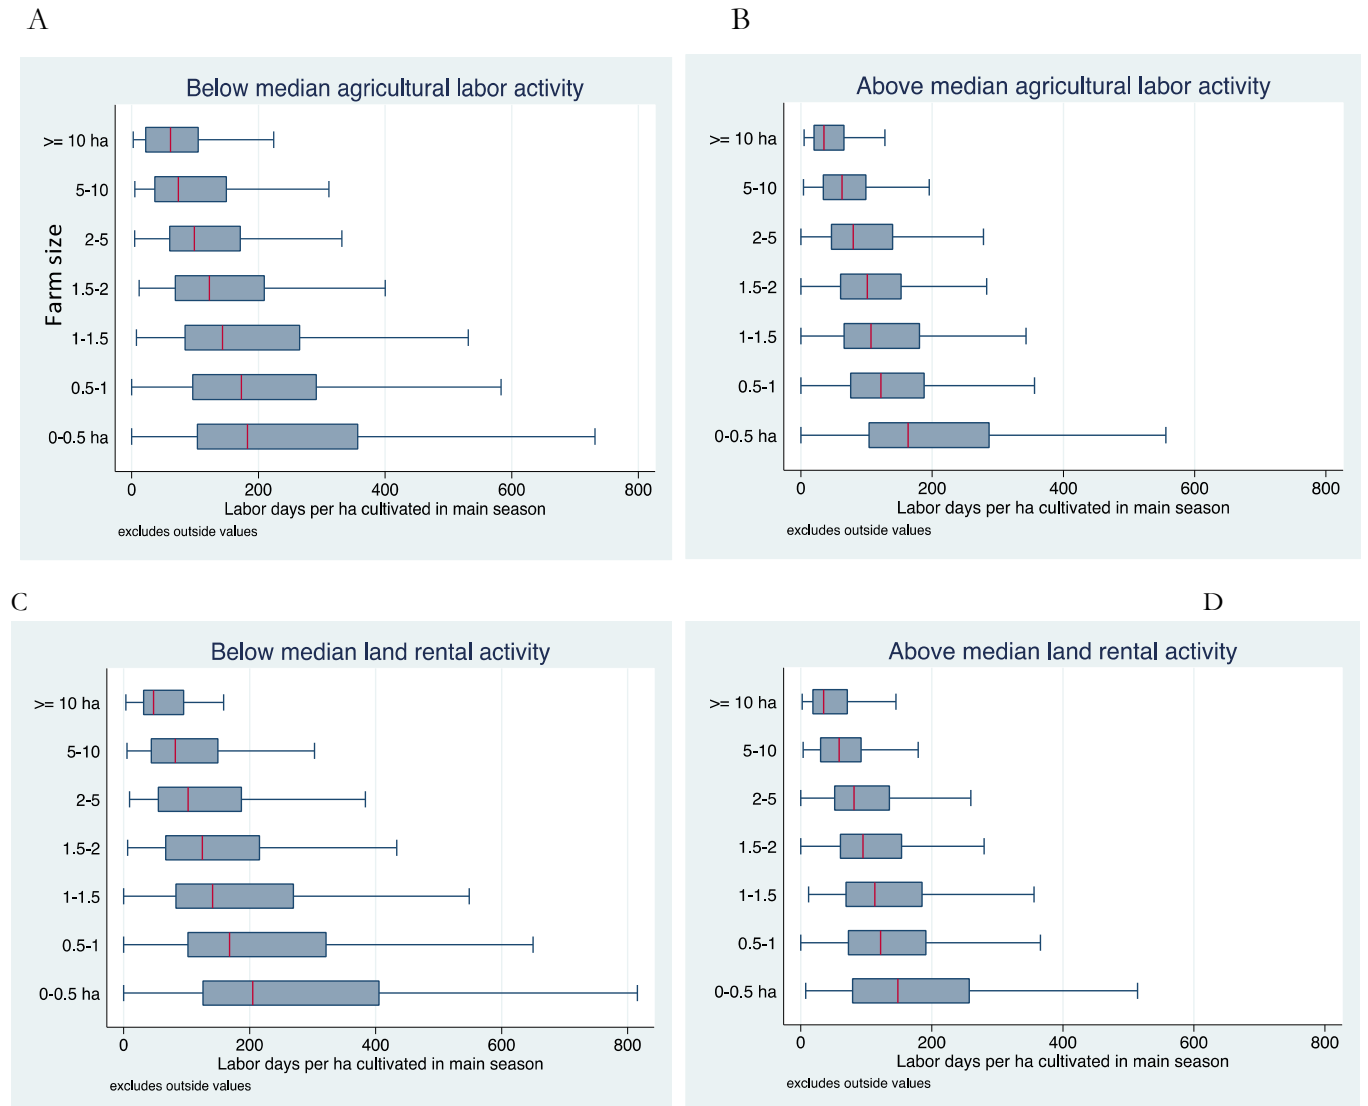 A
B
Below median agricultural labor activity
Farm size
>= 10 ha
5-10
2-5
1.5-2
1-1.5
0.5-1
0-0.5 ha
0 200 400 600 800
Labor days per ha cultivated in main season
excludes outside values
Above median agricultural labor activity
>= 10 ha
5-10
2-5
1.5-2
1-1.5
0.5-1
0-0.5 ha
0 200 400 600 800
Labor days per ha cultivated in main season
excludes outside values
C
D
Below median land rental activity
>= 10 ha
5-10
2-5
1.5-2
1-1.5
0.5-1
0-0.5 ha
0 200 400 600 800
Labor days per ha cultivated in main season
excludes outside values
Above median land rental activity
>= 10 ha
5-10
2-5
1.5-2
1-1.5
0.5-1
0-0.5 ha
0 200 400 600 800
Labor days per ha cultivated in main season
excludes outside values